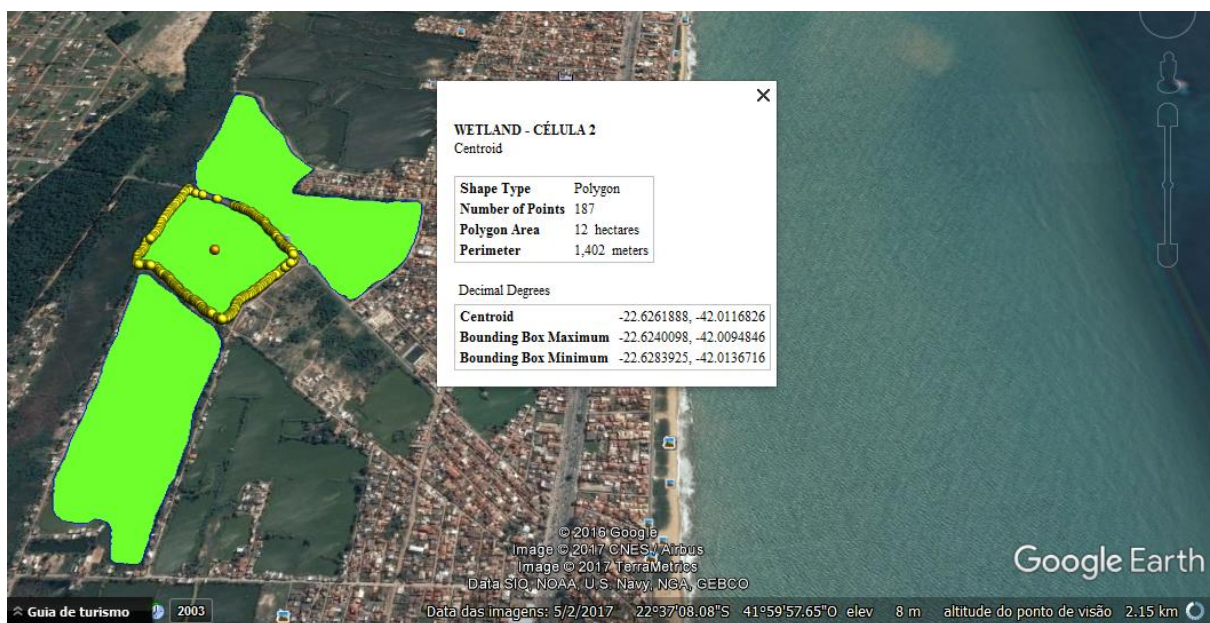 WETLAND - CÉLULA 2
Centroid
Shape Type Polygon
Number of Points 187
Polygon Area 12 hectares
Perimeter 1,402 meters
Decimal Degrees
Centroid -22.6261888, -42.0116826
Bounding Box Maximum -22.6240098, -42.0094846
Bounding Box Minimum -22.6283925, -42.0136716
© 2016 Google
Image © 2017 CNES / Airbus
Image © 2017 TerraMetrics
Data SIO, NOAA, U.S. Navy, NGA, GEBCO
Google Earth
Guia de turismo 2003 Data das imagens: 5/2/2017 22°37'08.08"S 41°59'57.65"O elev 8 m altitude do ponto de visão 2.15 km